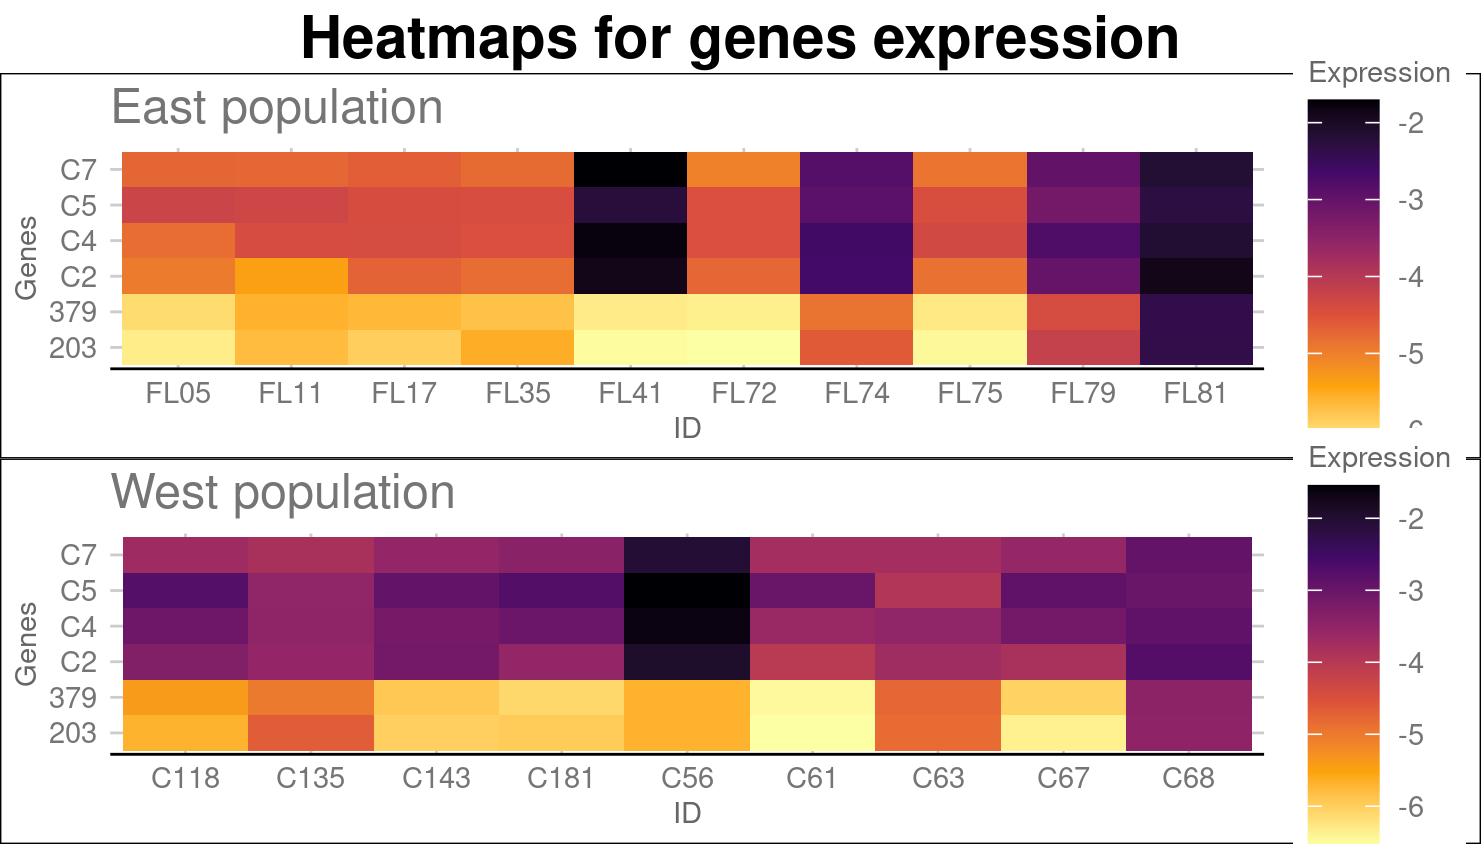 Heatmaps for genes expression
East population
Expression
-2
-3
-4
-5
Genes
C7
C5
C4
C2
379
203
FL05 FL11 FL17 FL35 FL41 FL72 FL74 FL75 FL79 FL81
ID
West population
Expression
-2
-3
-4
-5
-6
Genes
C7
C5
C4
C2
379
203
C118 C135 C143 C181 C56 C61 C63 C67 C68
ID